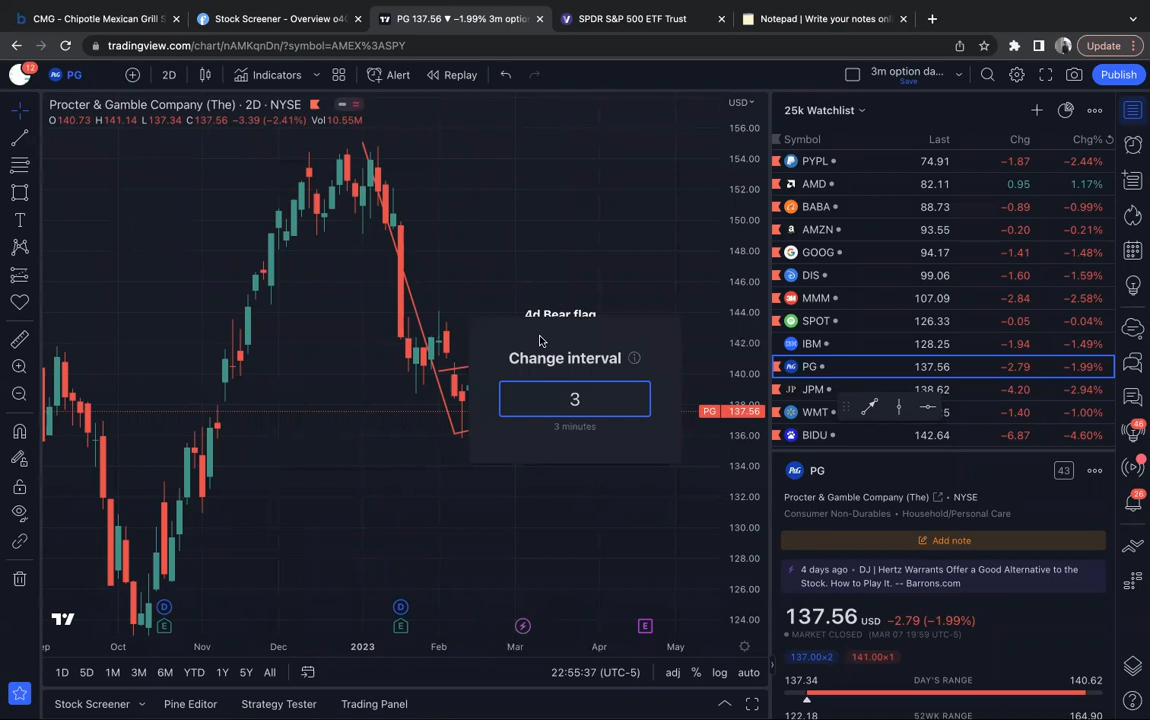 CMG - Chipotle Mexican Grill S
Stock Screener - Overview o4
PG 137.56 ▼ −1.99% 3m optio
SPDR S&P 500 ETF Trust
Notepad | Write your notes onl
tradingview.com/chart/nAMKqnDn/?symbol=AMEX%3ASPY
Update
12
PG
2D
Indicators
Alert
Replay
3m option da...
Save
Publish
Procter & Gamble Company (The) · 2D · NYSE
O140.73 H141.14 L137.34 C137.56 −3.39 (−2.41%) Vol10.55M
USD
156.00
154.00
152.00
150.00
148.00
146.00
144.00
142.00
140.00
138.00
PG 137.56
136.00
134.00
132.00
130.00
128.00
126.00
124.00
4d Bear flag
Change interval
3
3 minutes
D
E
D
E
E
Oct
Nov
Dec
2023
Feb
Mar
Apr
May
1D 5D 1M 3M 6M YTD 1Y 5Y All
22:55:37 (UTC-5)
adj % log auto
Stock Screener
Pine Editor
Strategy Tester
Trading Panel
25k Watchlist
Symbol Last Chg Chg%
PYPL 74.91 −1.87 −2.44%
AMD 82.11 0.95 1.17%
BABA 88.73 −0.89 −0.99%
AMZN 93.55 −0.20 −0.21%
GOOG 94.17 −1.41 −1.48%
DIS 99.06 −1.60 −1.59%
MMM 107.09 −2.84 −2.58%
SPOT 126.33 −0.05 −0.04%
IBM 128.25 −1.94 −1.49%
PG 137.56 −2.79 −1.99%
JPM 138.62 −4.20 −2.94%
WMT −1.40 −1.00%
BIDU 142.64 −6.87 −4.60%
PG
43
Procter & Gamble Company (The) • NYSE
Consumer Non-Durables • Household/Personal Care
Add note
4 days ago • DJ | Hertz Warrants Offer a Good Alternative to the
Stock. How to Play It. -- Barrons.com
137.56 USD −2.79 (−1.99%)
MARKET CLOSED (MAR 07 19:59 UTC-5)
137.00×2
141.00×1
137.34 DAY'S RANGE 140.62
122.18 52WK RANGE 164.90
46
26